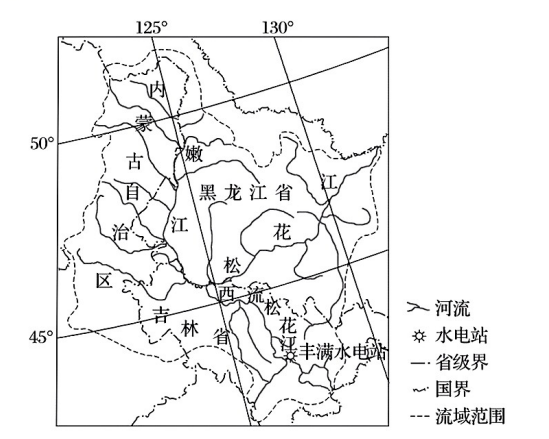 125° 130°
50°
45°
内蒙古自治区
嫩江
黑龙江省
松花江
西流松花江
吉林省
丰满水电站
河流
水电站
省级界
国界
流域范围